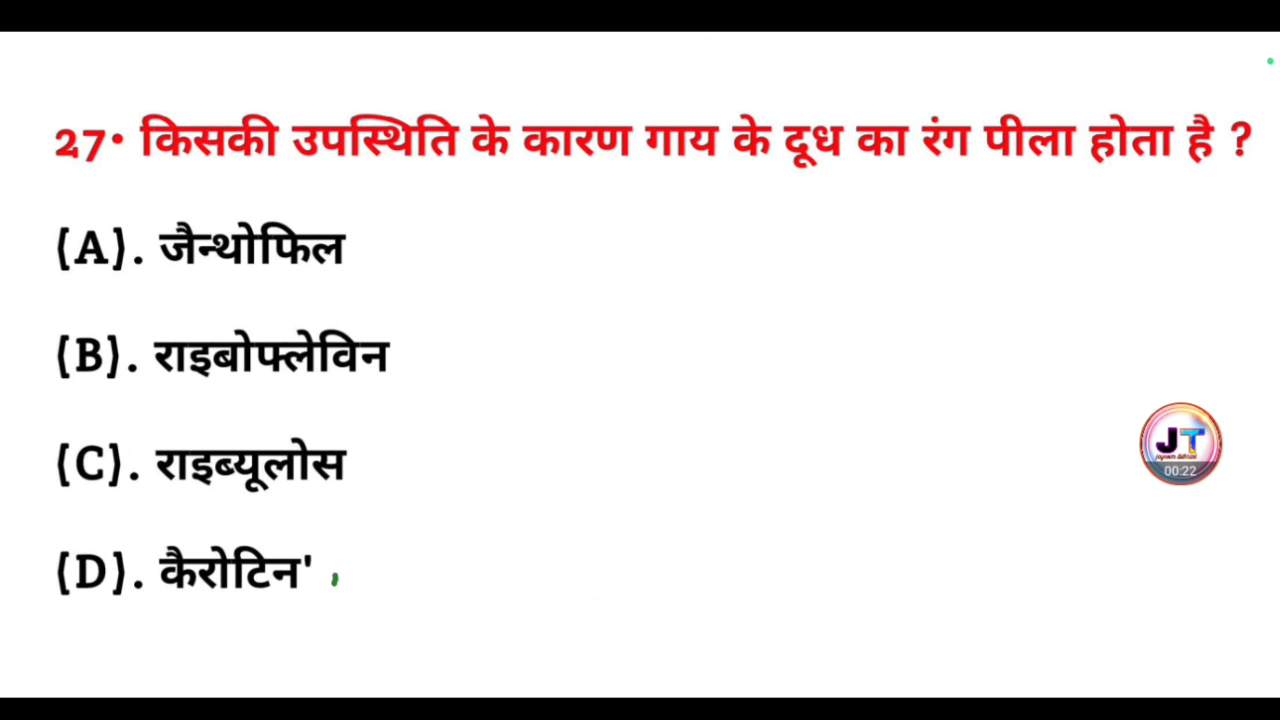 27• किसकी उपस्थिति के कारण गाय के दूध का रंग पीला होता है ?
(A). जैन्थोफिल
(B). राइबोफ्लेविन
(C). राइब्यूलोस
(D). कैरोटिन'
JT
00:22